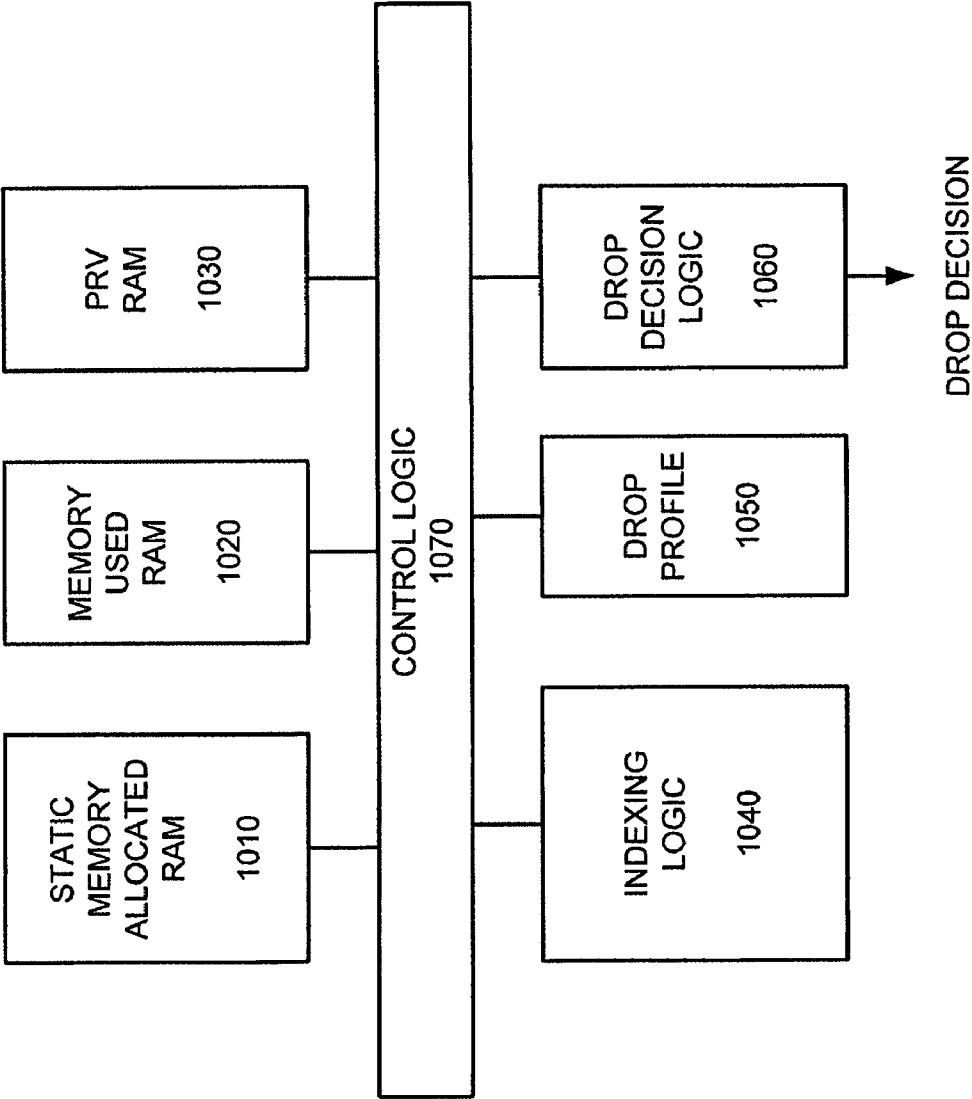 STATIC
MEMORY
ALLOCATED
RAM
1010
MEMORY
USED
RAM
1020
PRV
RAM
1030
CONTROL LOGIC
1070
INDEXING
LOGIC
1040
DROP
PROFILE
1050
DROP
DECISION
LOGIC
1060
DROP DECISION